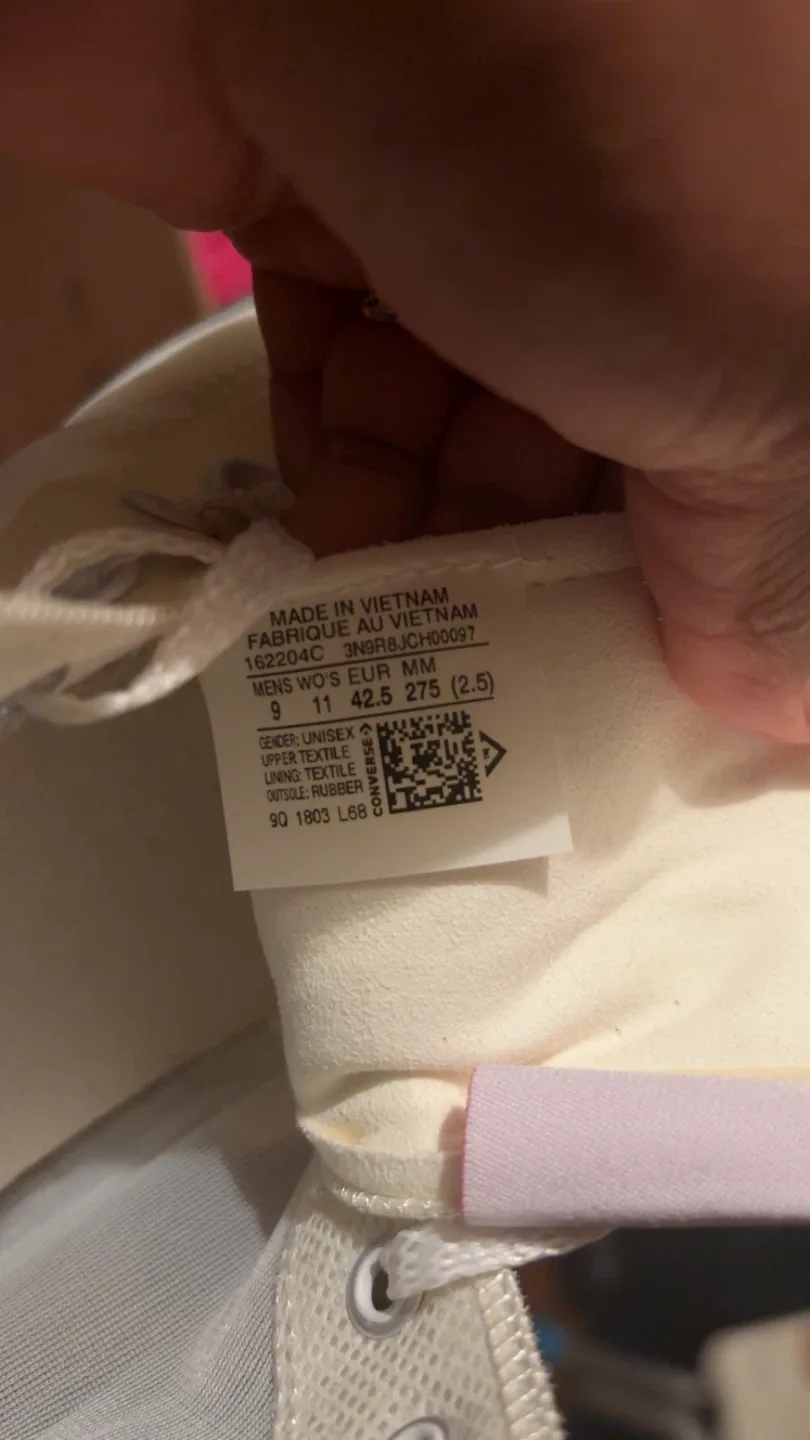 MADE IN VIETNAM
FABRIQUE AU VIETNAM
162204C 3N9R8JCH00097
MENS WO'S EUR MM
9 11 42.5 275 (2.5)
GENDER: UNISEX
UPPER TEXTILE
LINING: TEXTILE
OUTSOLE: RUBBER
9Q 1803 L68
CONVERSE